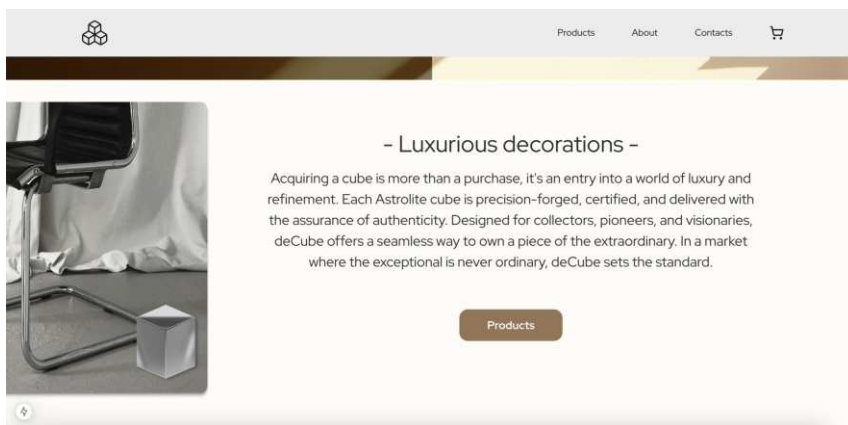 Products About Contacts
- Luxurious decorations -
Acquiring a cube is more than a purchase, it's an entry into a world of luxury and
refinement. Each Astrolite cube is precision-forged, certified, and delivered with
the assurance of authenticity. Designed for collectors, pioneers, and visionaries,
deCube offers a seamless way to own a piece of the extraordinary. In a market
where the exceptional is never ordinary, deCube sets the standard.
Products